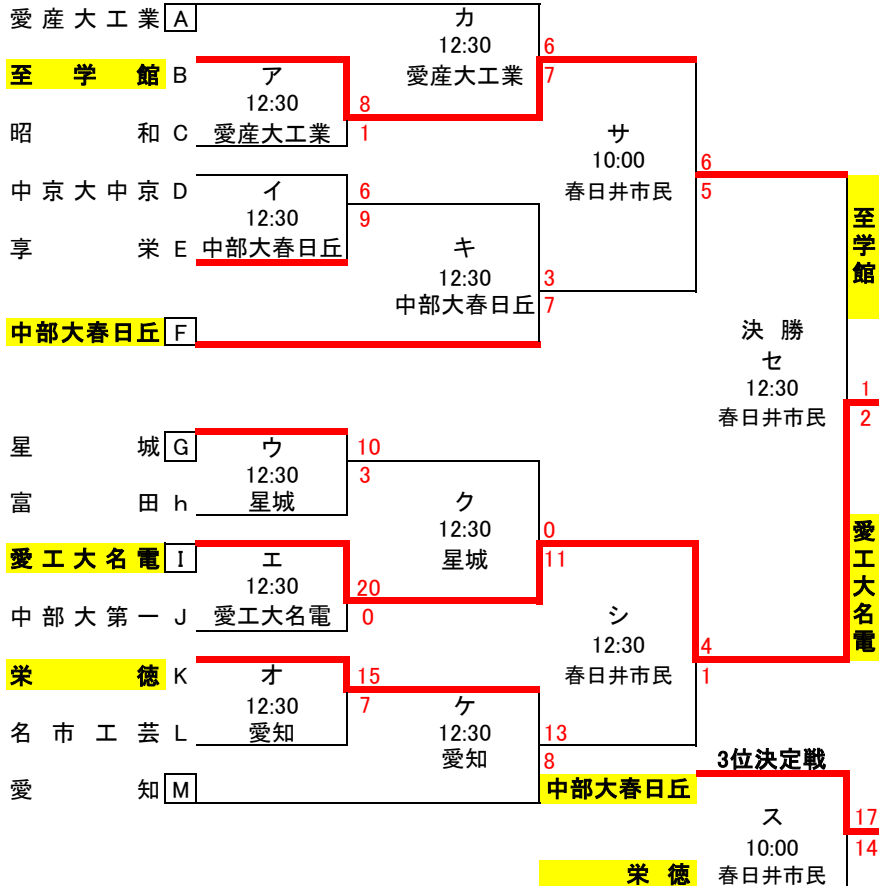 愛産大工業 A
カ
12:30
愛産大工業
6
7
至学館 B
ア
12:30
愛産大工業
8
1
昭和 C
サ
10:00
春日井市民
6
5
中京大中京 D
イ
12:30
中部大春日丘
6
9
享栄 E
キ
12:30
中部大春日丘
3
7
至学館
中部大春日丘 F
決勝
セ
12:30
春日井市民
1
2
星城 G
ウ
12:30
星城
10
3
富田 h
ク
12:30
星城
0
11
愛工大名電 I
エ
12:30
愛工大名電
20
0
愛工大名電
中部大第一 J
シ
12:30
春日井市民
4
1
栄徳 K
オ
12:30
愛知
15
7
名市工芸 L
ケ
12:30
愛知
13
8
愛知 M
3位決定戦
中部大春日丘
ス
10:00
春日井市民
17
14
栄徳